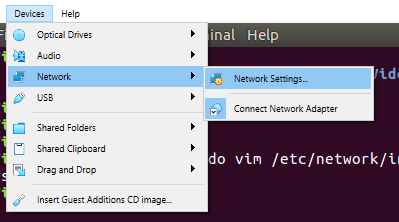 Devices Help
Optical Drives
minal Help
Audio
Network
Network Settings...
USB
Connect Network Adapter
Shared Folders
Shared Clipboard
do vim /etc/network/in
Drag and Drop
Insert Guest Additions CD image...